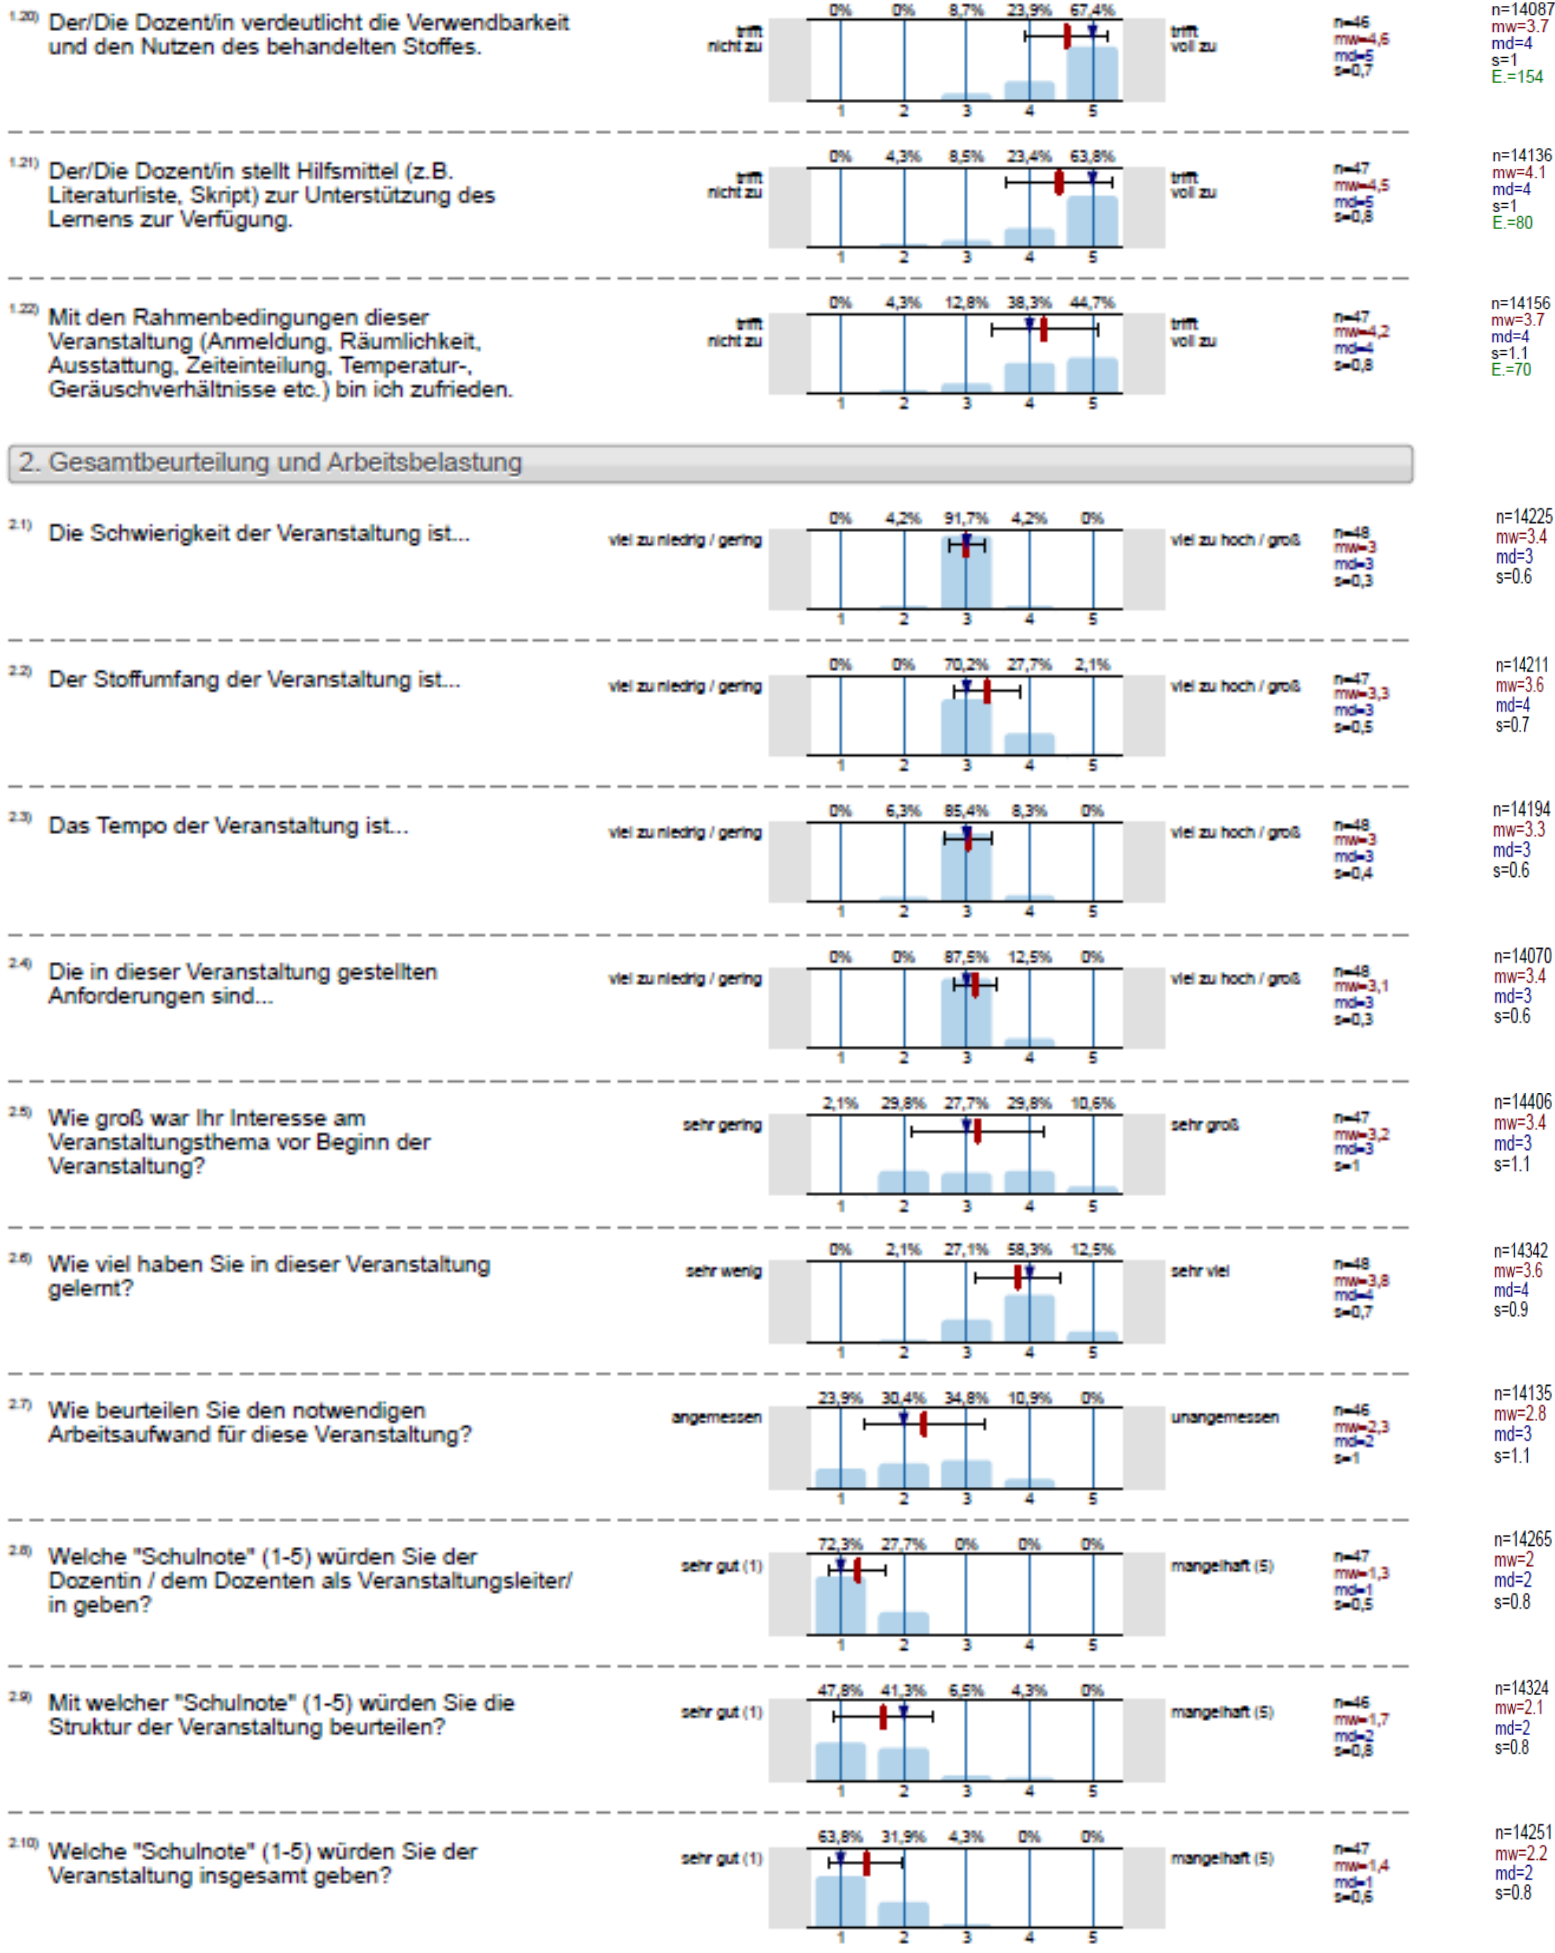 1.20) Der/Die Dozent/in verdeutlicht die Verwendbarkeit
und den Nutzen des behandelten Stoffes.
trifft
nicht zu
0% 0% 8,7% 23,9% 67,4%
1 2 3 4 5
trifft
voll zu
n=46
mw=4,6
md=5
s=0,7
n=14087
mw=3.7
md=4
s=1
E.=154
1.21) Der/Die Dozent/in stellt Hilfsmittel (z.B.
Literaturliste, Skript) zur Unterstützung des
Lernens zur Verfügung.
trifft
nicht zu
0% 4,3% 8,5% 23,4% 63,8%
1 2 3 4 5
trifft
voll zu
n=47
mw=4,5
md=5
s=0,8
n=14136
mw=4.1
md=4
s=1
E.=80
1.22) Mit den Rahmenbedingungen dieser
Veranstaltung (Anmeldung, Räumlichkeit,
Ausstattung, Zeiteinteilung, Temperatur-,
Geräuschverhältnisse etc.) bin ich zufrieden.
trifft
nicht zu
0% 4,3% 12,8% 38,3% 44,7%
1 2 3 4 5
trifft
voll zu
n=47
mw=4,2
md=4
s=0,8
n=14156
mw=3.7
md=4
s=1.1
E.=70
2. Gesamtbeurteilung und Arbeitsbelastung
2.1) Die Schwierigkeit der Veranstaltung ist...
viel zu niedrig / gering
0% 4,2% 91,7% 4,2% 0%
1 2 3 4 5
viel zu hoch / groß
n=48
mw=3
md=3
s=0,3
n=14225
mw=3.4
md=3
s=0.6
2.2) Der Stoffumfang der Veranstaltung ist...
viel zu niedrig / gering
0% 0% 70,2% 27,7% 2,1%
1 2 3 4 5
viel zu hoch / groß
n=47
mw=3,3
md=3
s=0,5
n=14211
mw=3.6
md=4
s=0.7
2.3) Das Tempo der Veranstaltung ist...
viel zu niedrig / gering
0% 6,3% 85,4% 8,3% 0%
1 2 3 4 5
viel zu hoch / groß
n=48
mw=3
md=3
s=0,4
n=14194
mw=3.3
md=3
s=0.6
2.4) Die in dieser Veranstaltung gestellten
Anforderungen sind...
viel zu niedrig / gering
0% 0% 87,5% 12,5% 0%
1 2 3 4 5
viel zu hoch / groß
n=48
mw=3,1
md=3
s=0,3
n=14070
mw=3.4
md=3
s=0.6
2.5) Wie groß war Ihr Interesse am
Veranstaltungsthema vor Beginn der
Veranstaltung?
sehr gering
2,1% 29,8% 27,7% 29,8% 10,6%
1 2 3 4 5
sehr groß
n=47
mw=3,2
md=3
s=1
n=14406
mw=3.4
md=3
s=1.1
2.6) Wie viel haben Sie in dieser Veranstaltung
gelernt?
sehr wenig
0% 2,1% 27,1% 58,3% 12,5%
1 2 3 4 5
sehr viel
n=48
mw=3,8
md=4
s=0,7
n=14342
mw=3.6
md=4
s=0.9
2.7) Wie beurteilen Sie den notwendigen
Arbeitsaufwand für diese Veranstaltung?
angemessen
23,9% 30,4% 34,8% 10,9% 0%
1 2 3 4 5
unangemessen
n=46
mw=2,3
md=2
s=1
n=14135
mw=2.8
md=3
s=1.1
2.8) Welche "Schulnote" (1-5) würden Sie der
Dozentin / dem Dozenten als Veranstaltungsleiter/
in geben?
sehr gut (1)
72,3% 27,7% 0% 0% 0%
1 2 3 4 5
mangelhaft (5)
n=47
mw=1,3
md=1
s=0,5
n=14265
mw=2
md=2
s=0.8
2.9) Mit welcher "Schulnote" (1-5) würden Sie die
Struktur der Veranstaltung beurteilen?
sehr gut (1)
47,8% 41,3% 6,5% 4,3% 0%
1 2 3 4 5
mangelhaft (5)
n=46
mw=1,7
md=2
s=0,8
n=14324
mw=2.1
md=2
s=0.8
2.10) Welche "Schulnote" (1-5) würden Sie der
Veranstaltung insgesamt geben?
sehr gut (1)
63,8% 31,9% 4,3% 0% 0%
1 2 3 4 5
mangelhaft (5)
n=47
mw=1,4
md=1
s=0,6
n=14251
mw=2.2
md=2
s=0.8